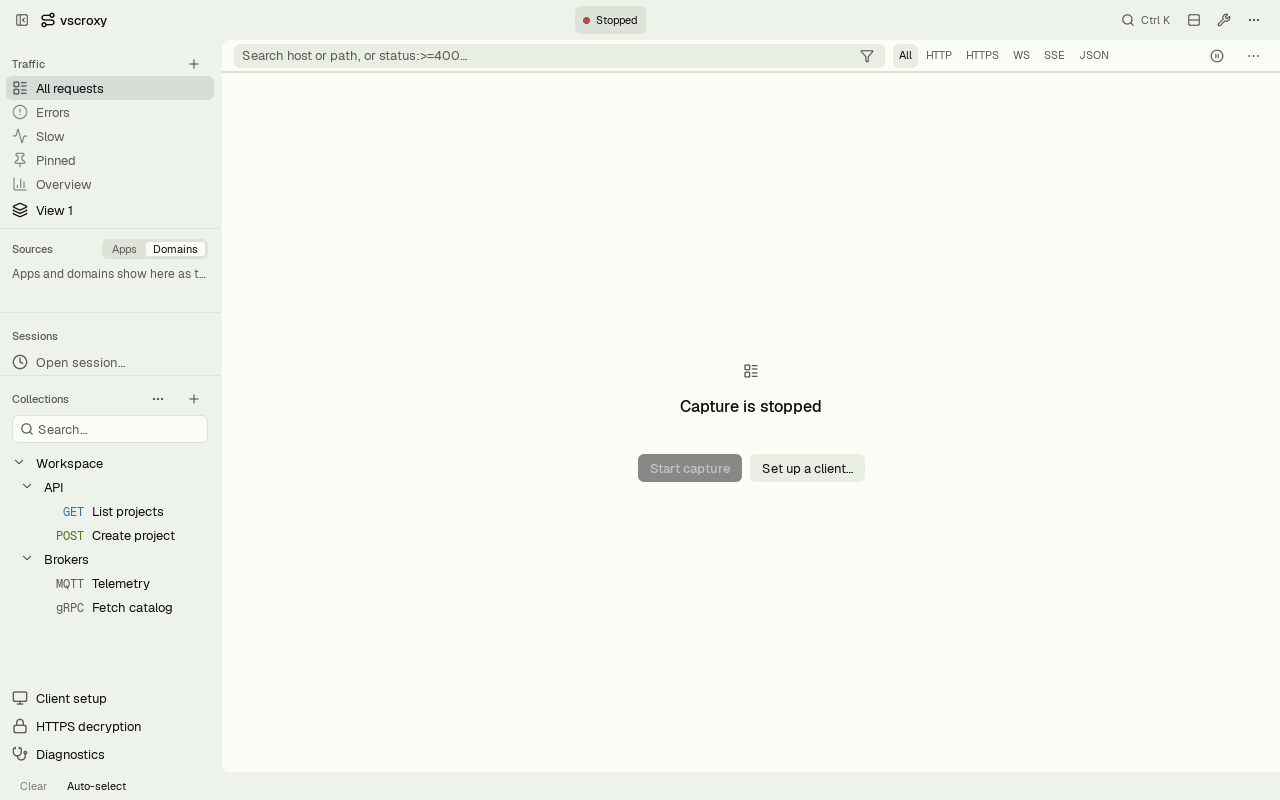 vscroxy
Stopped
Ctrl K
Traffic
All requests
Errors
Slow
Pinned
Overview
View 1
Sources
Apps
Domains
Apps and domains show here as t…
Sessions
Open session…
Collections
Search…
Workspace
API
GET List projects
POST Create project
Brokers
MQTT Telemetry
gRPC Fetch catalog
Client setup
HTTPS decryption
Diagnostics
Clear
Auto-select
Search host or path, or status:>=400…
All
HTTP
HTTPS
WS
SSE
JSON
Capture is stopped
Start capture
Set up a client…